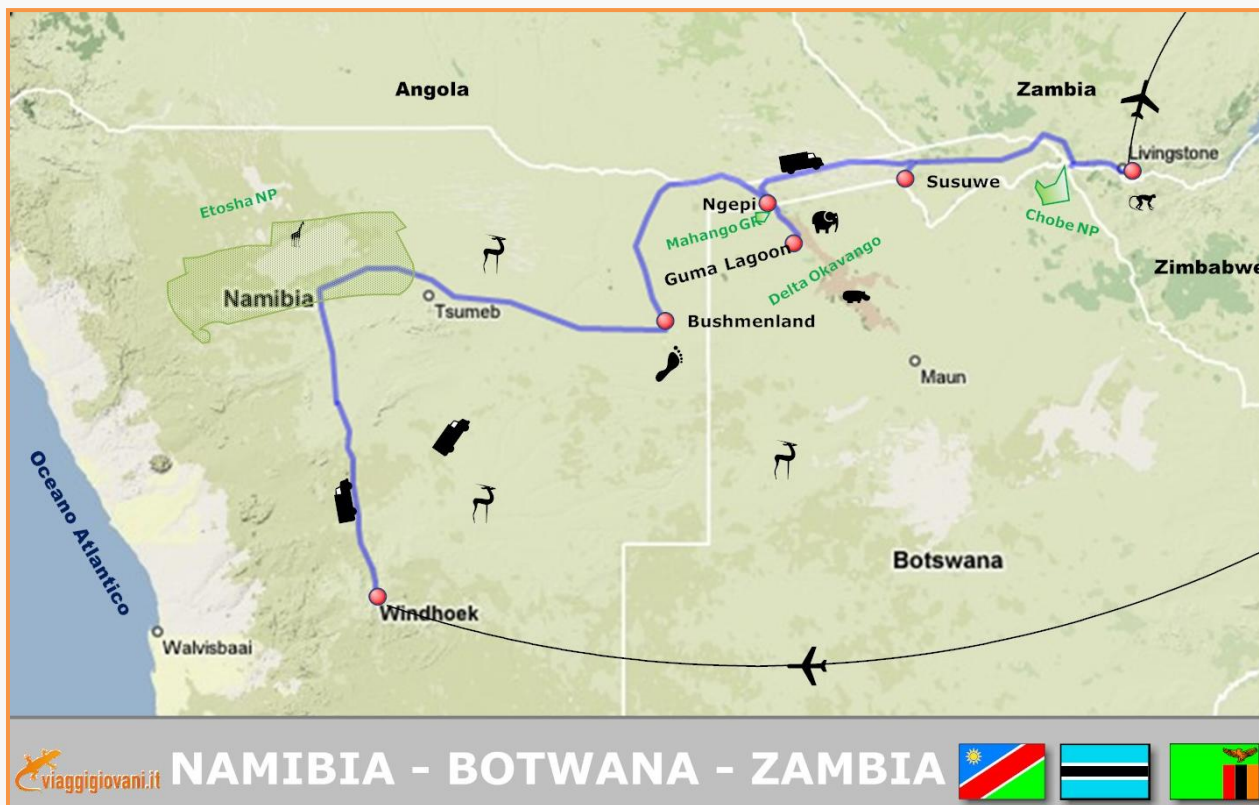 Angola
Zambia
Livingstone
Susuwe
Etosha NP
Ngepi
Mahango GR
Chobe NP
Guma Lagoon
Delta Okavango
Zimbabwe
Namibia
Tsumeb
Bushmenland
Maun
Oceano Atlantico
Botswana
Windhoek
Walvisbaai
viaggigiovani.it
NAMIBIA - BOTWANA - ZAMBIA